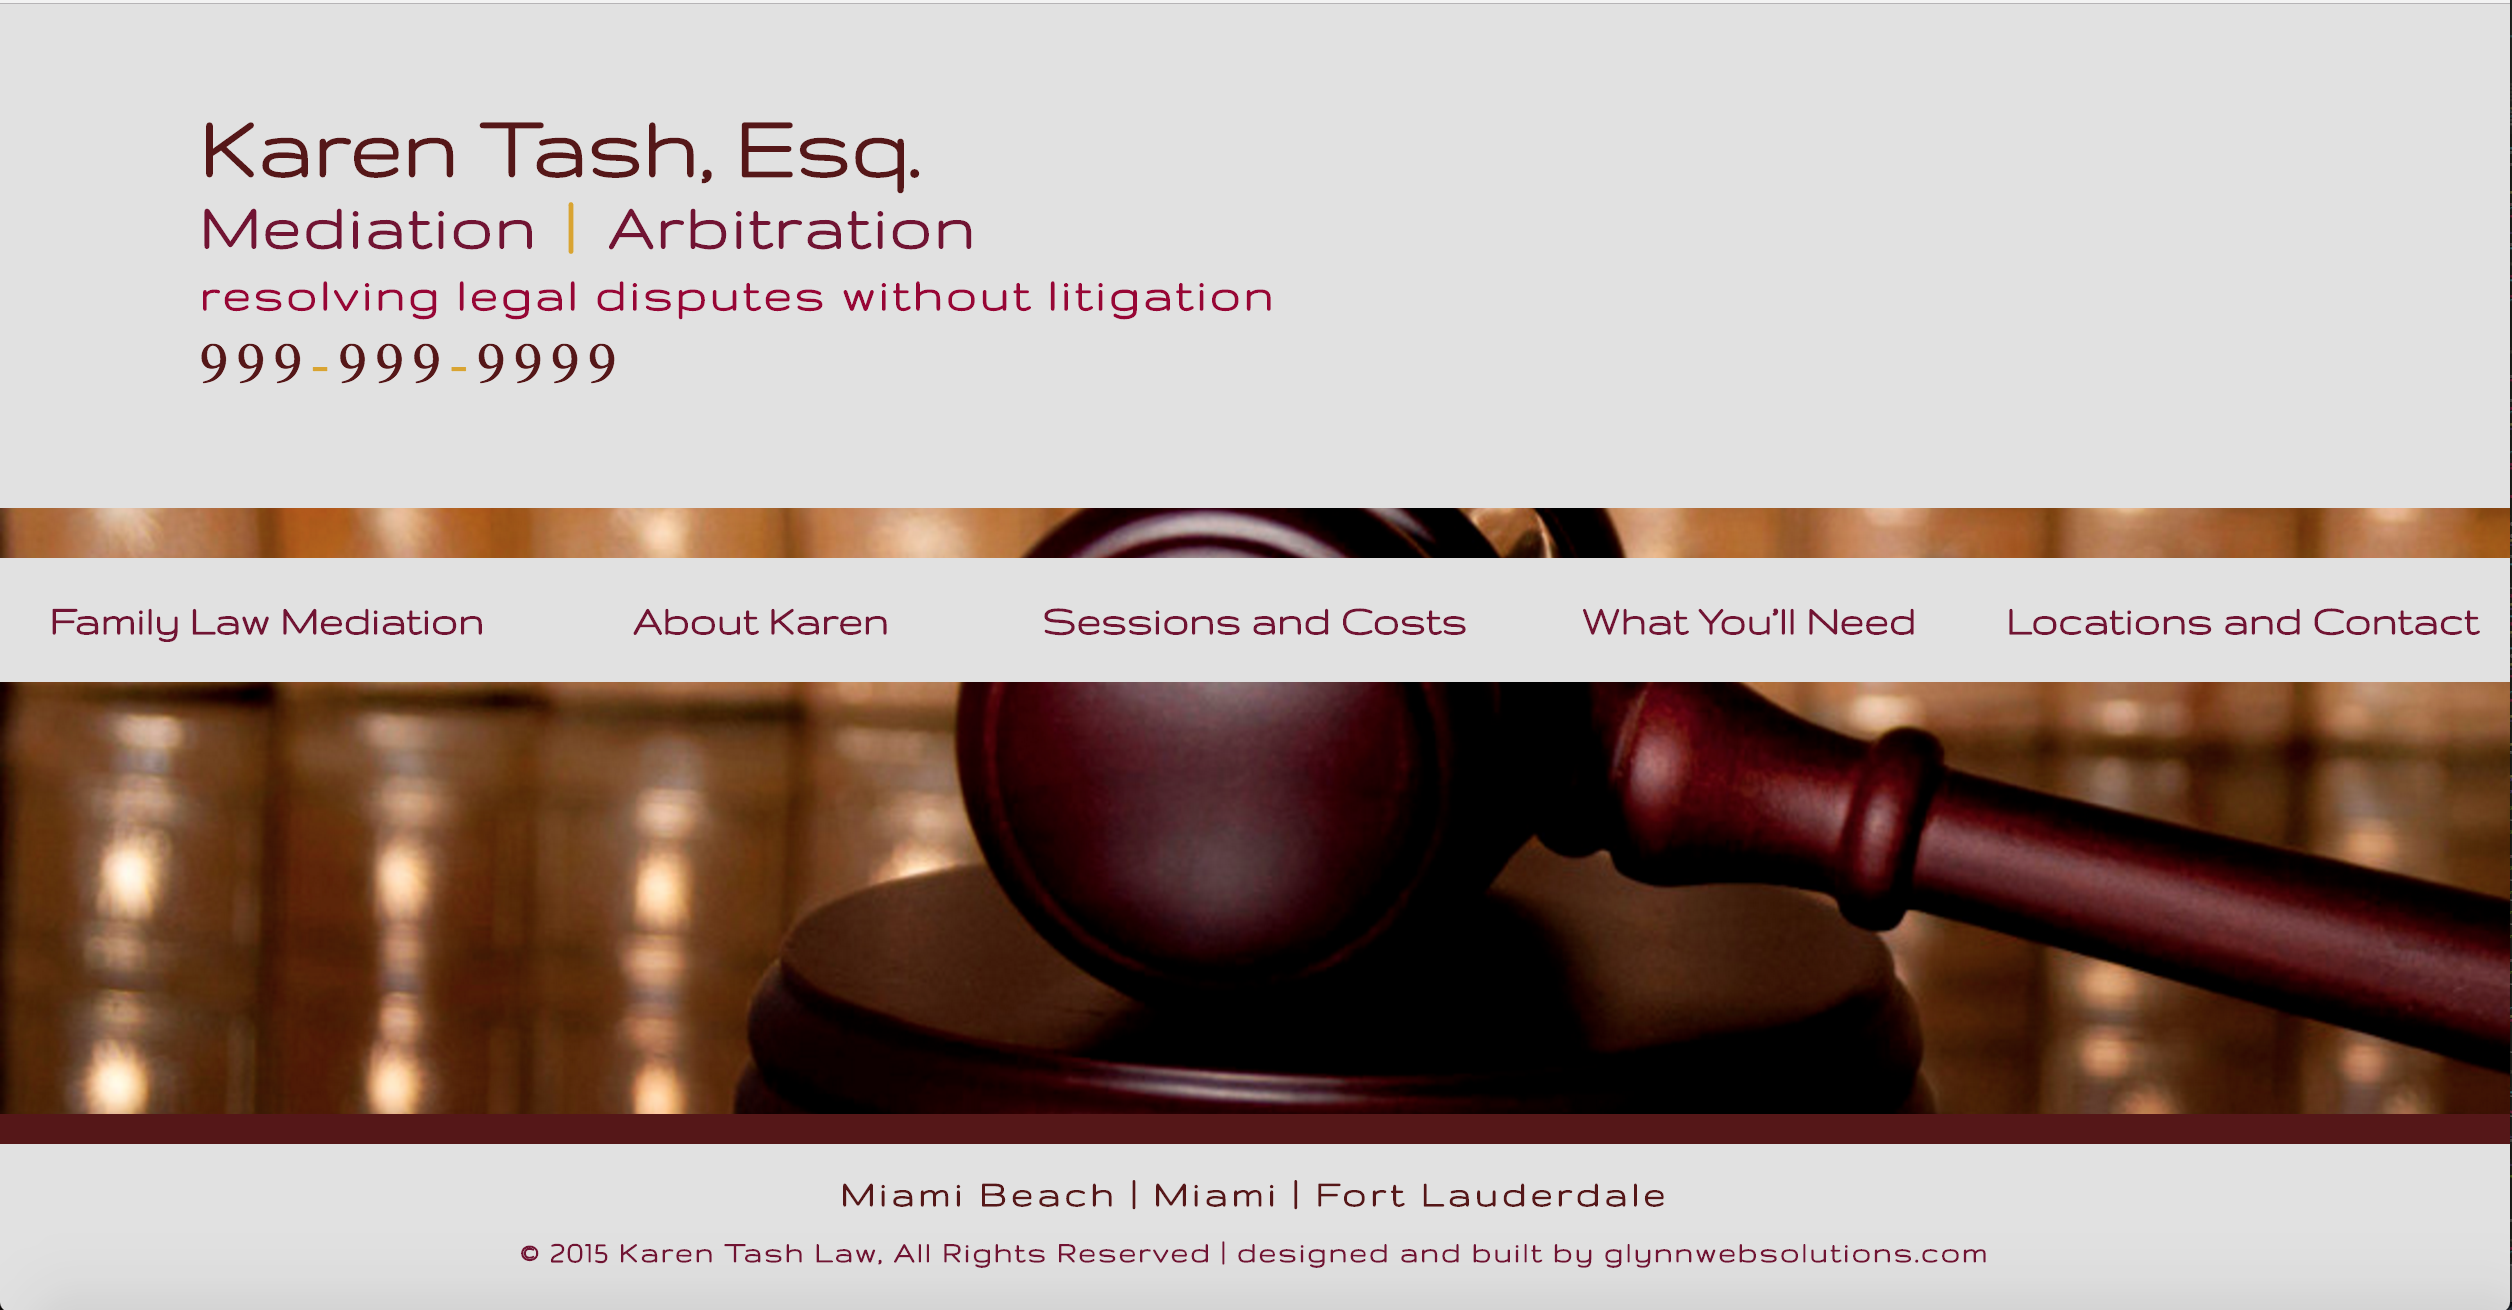 Karen Tash, Esq.
Mediation | Arbitration
resolving legal disputes without litigation
999-999-9999
Family Law Mediation
About Karen
Sessions and Costs
What You'll Need
Locations and Contact
Miami Beach | Miami | Fort Lauderdale
© 2015 Karen Tash Law, All Rights Reserved | designed and built by glynnwebsolutions.com